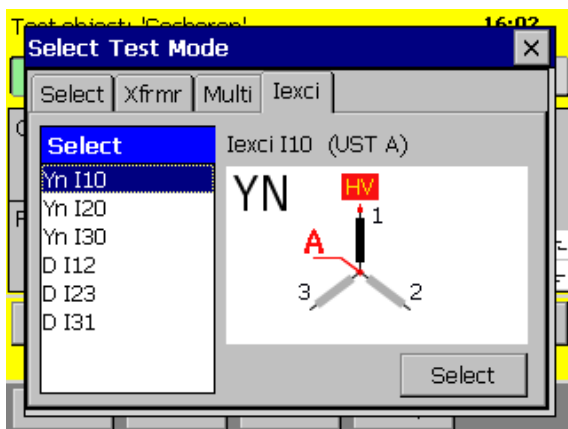 16:02
Select Test Mode
Select Xfrmr Multi Iexci
Select
Yn I10
Yn I20
Yn I30
D I12
D I23
D I31
Iexci I10 (UST A)
YN
HV
1
A
3
2
Select